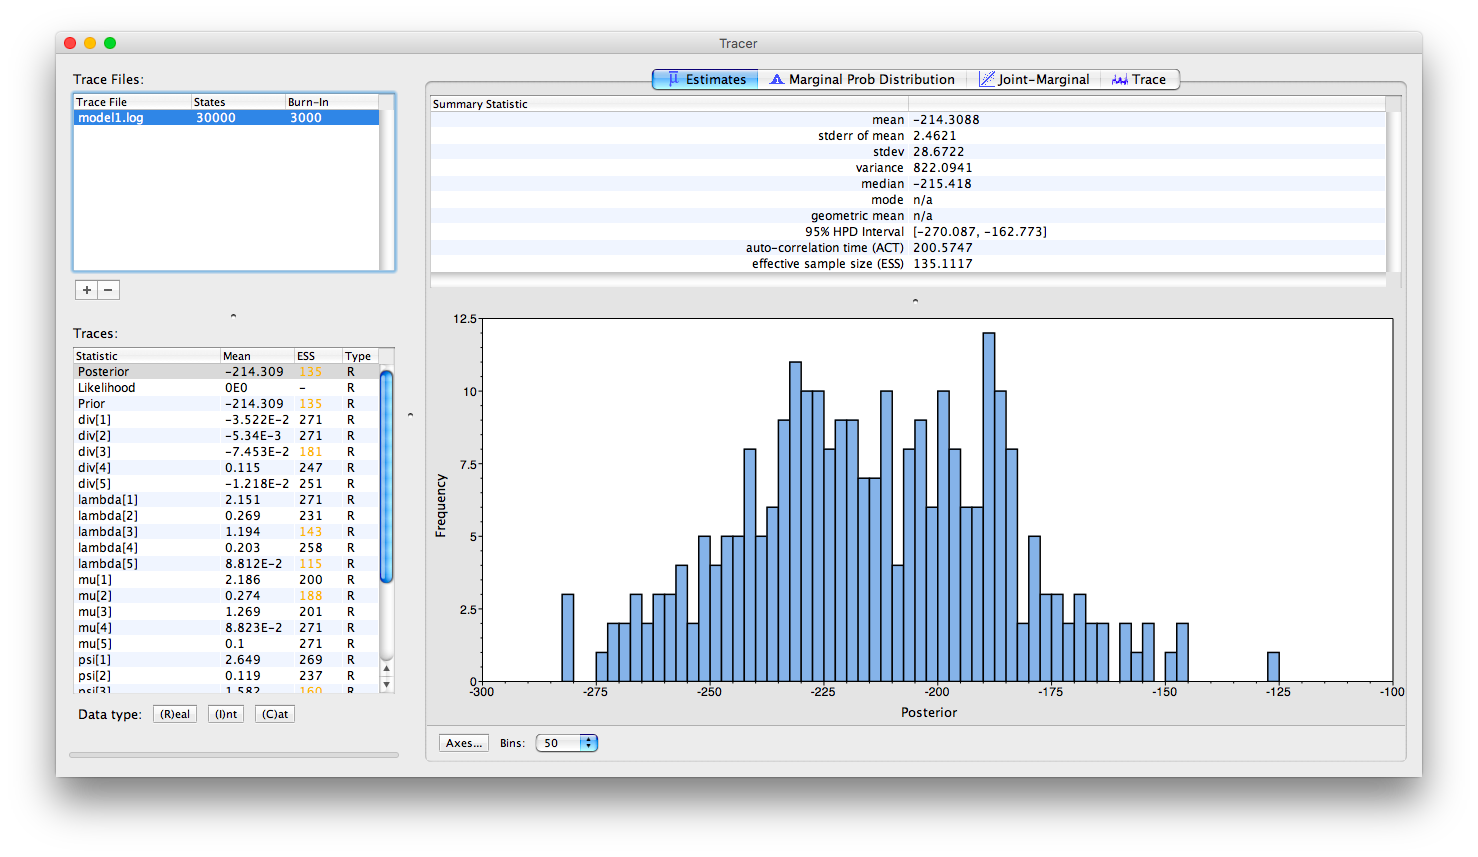 Tracer
Trace Files:
Trace File States Burn-In
model1.log 30000 3000
+ −
Traces:
Statistic Mean ESS Type
Posterior -214.309 135 R
Likelihood 0E0 - R
Prior -214.309 135 R
div[1] -3.522E-2 271 R
div[2] -5.34E-3 271 R
div[3] -7.453E-2 181 R
div[4] 0.115 247 R
div[5] -1.218E-2 251 R
lambda[1] 2.151 271 R
lambda[2] 0.269 231 R
lambda[3] 1.194 143 R
lambda[4] 0.203 258 R
lambda[5] 8.812E-2 115 R
mu[1] 2.186 200 R
mu[2] 0.274 188 R
mu[3] 1.269 201 R
mu[4] 8.823E-2 271 R
mu[5] 0.1 271 R
psi[1] 2.649 269 R
psi[2] 0.119 237 R
psi[3] 1.582 160 R
Data type: (R)eal (I)nt (C)at
Estimates Marginal Prob Distribution Joint-Marginal Trace
Summary Statistic
mean -214.3088
stderr of mean 2.4621
stdev 28.6722
variance 822.0941
median -215.418
mode n/a
geometric mean n/a
95% HPD Interval [-270.087, -162.773]
auto-correlation time (ACT) 200.5747
effective sample size (ESS) 135.1117
12.5
10
7.5
5
2.5
0
Frequency
-300 -275 -250 -225 -200 -175 -150 -125 -100
Posterior
Axes... Bins: 50